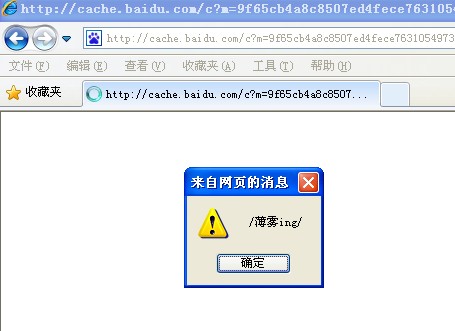 http://cache.baidu.com/c?m=9f65cb4a8c8507ed4fece7631054
http://cache.baidu.com/c?m=9f65cb4a8c8507ed4fece7631054973
文件(F) 编辑(E) 查看(V) 收藏夹(A) 工具(T) 帮助(H)
收藏夹 http://cache.baidu.com/c?m=9f65cb4a8c8507...
来自网页的消息
/薄雾ing/
确定